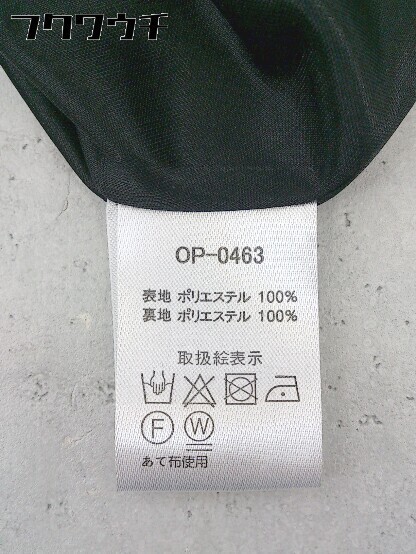 フクウウチ
OP-0463
表地 ポリエステル 100%
裏地 ポリエステル 100%
取扱絵表示
F W
あて布使用